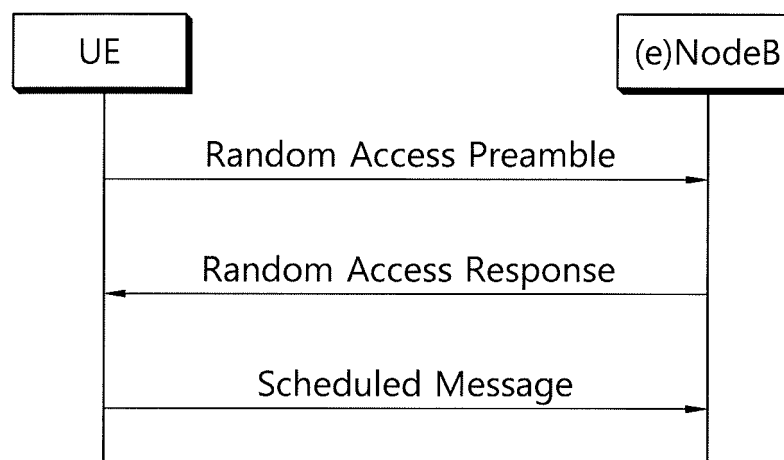 UE
(e)NodeB
Random Access Preamble
Random Access Response
Scheduled Message